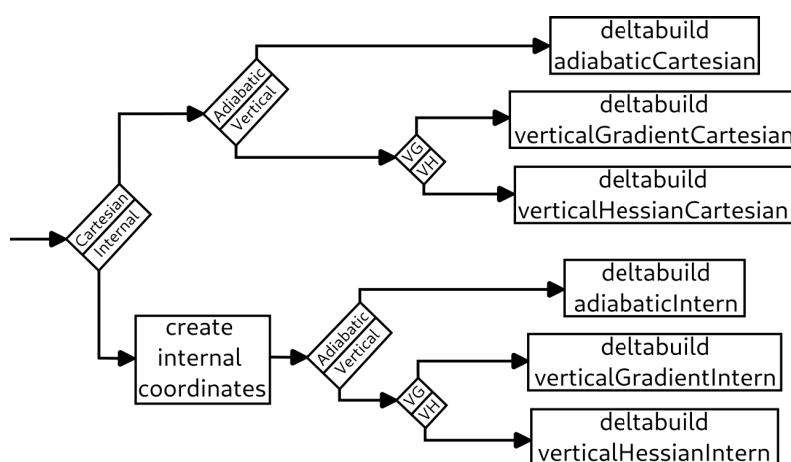 deltabuild
adiabaticCartesian
Adiabatic
Vertical
deltabuild
verticalGradientCartesian
VG
VH
deltabuild
verticalHessianCartesian
Cartesian
Internal
deltabuild
adiabaticIntern
create
internal
coordinates
Adiabatic
Vertical
deltabuild
verticalGradientIntern
VG
VH
deltabuild
verticalHessianIntern